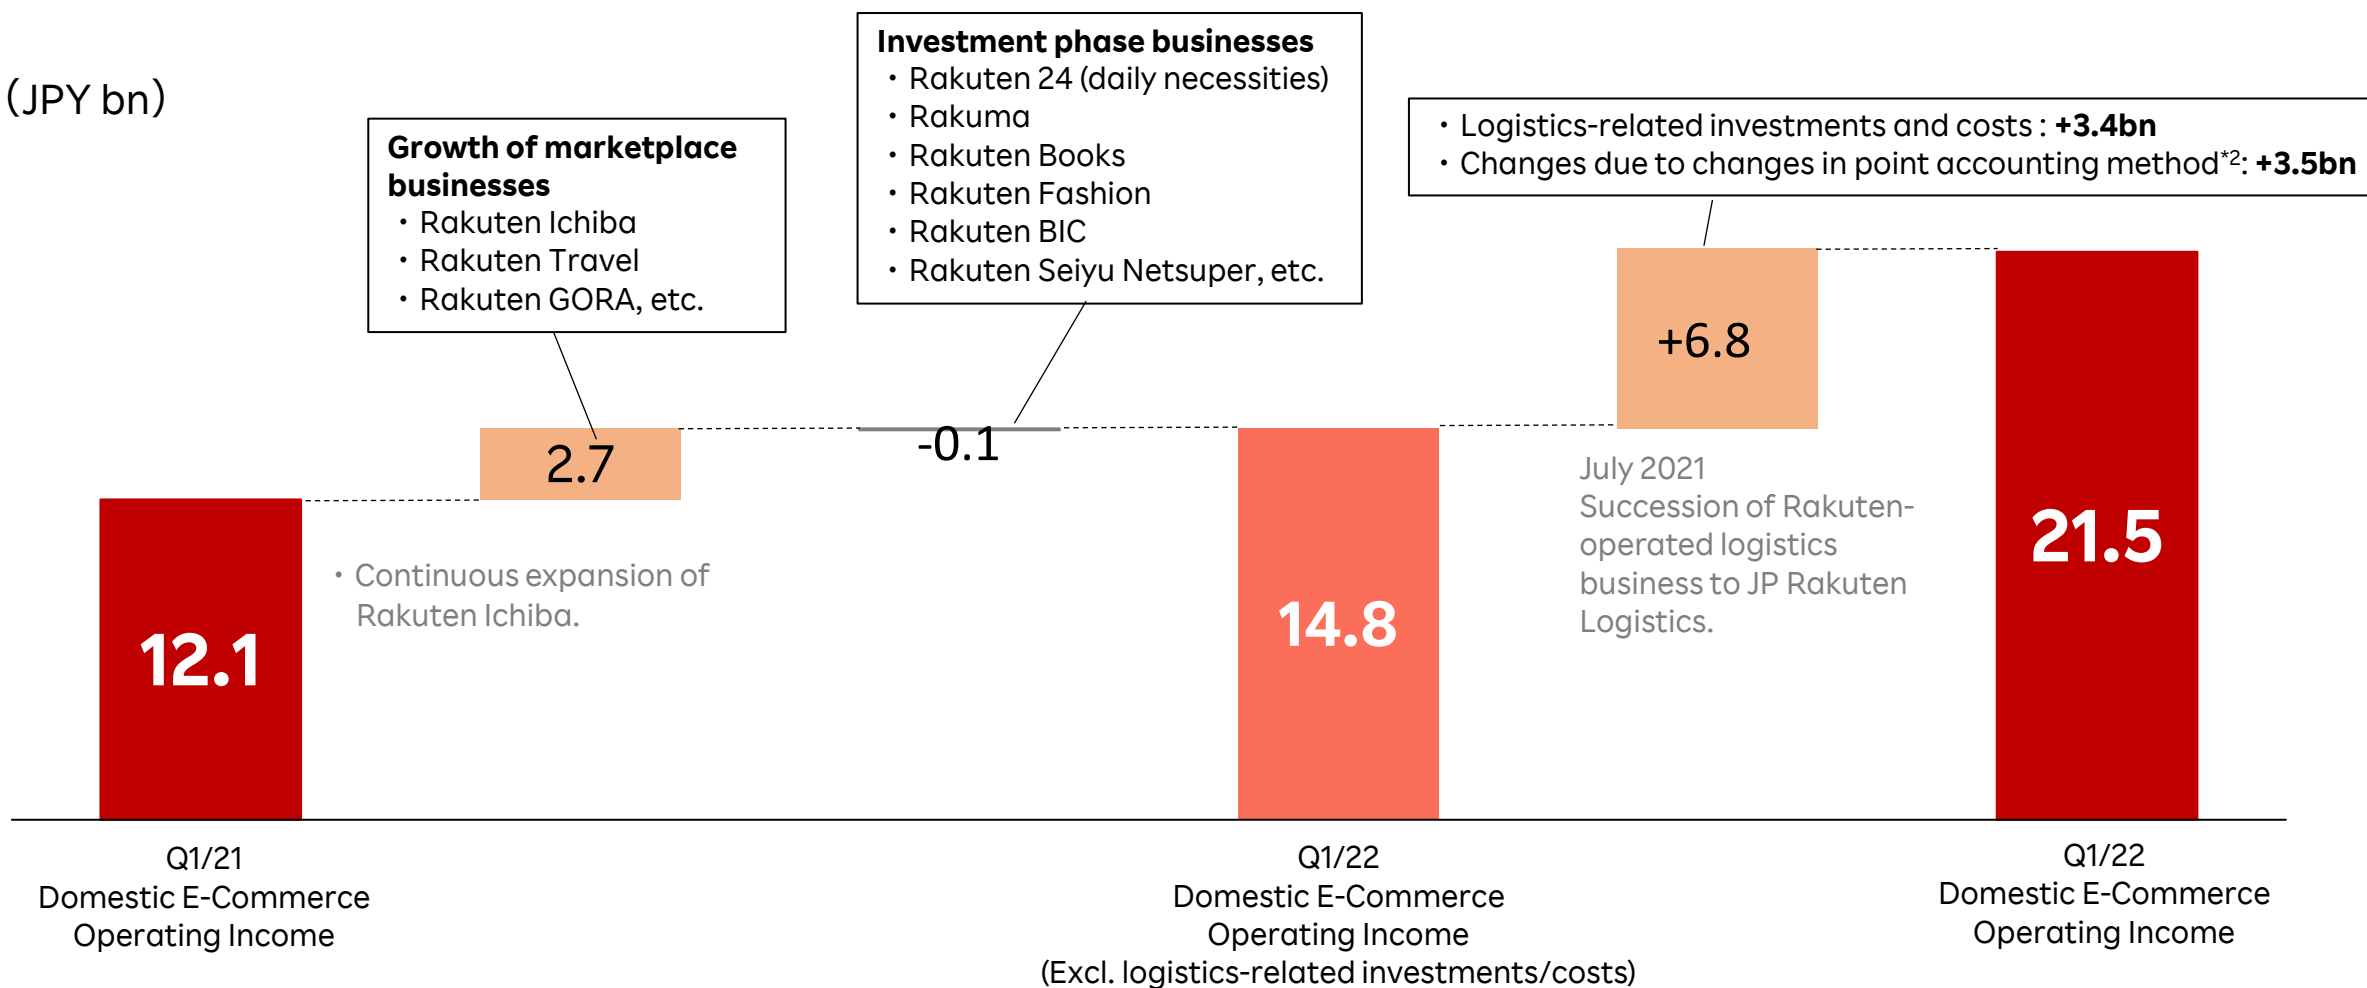 (JPY bn)
Growth of marketplace
businesses
・Rakuten Ichiba
・Rakuten Travel
・Rakuten GORA, etc.
Investment phase businesses
・Rakuten 24 (daily necessities)
・Rakuma
・Rakuten Books
・Rakuten Fashion
・Rakuten BIC
・Rakuten Seiyu Netsuper, etc.
・Logistics-related investments and costs : +3.4bn
・Changes due to changes in point accounting method*2: +3.5bn
12.1
2.7
・Continuous expansion of
Rakuten Ichiba.
-0.1
14.8
+6.8
July 2021
Succession of Rakuten-
operated logistics
business to JP Rakuten
Logistics.
21.5
Q1/21
Domestic E-Commerce
Operating Income
Q1/22
Domestic E-Commerce
Operating Income
(Excl. logistics-related investments/costs)
Q1/22
Domestic E-Commerce
Operating Income